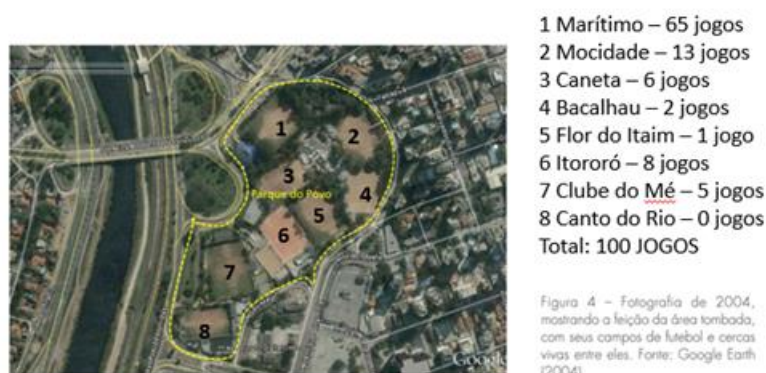 1 Marítimo – 65 jogos
2 Mocidade – 13 jogos
3 Caneta – 6 jogos
4 Bacalhau – 2 jogos
5 Flor do Itaim – 1 jogo
6 Itororó – 8 jogos
7 Clube do Mé – 5 jogos
8 Canto do Rio – 0 jogos
Total: 100 JOGOS
1
2
3
Parque do Povo
4
5
6
7
8
Google
Figura 4 – Fotografia de 2004,
mostrando a feição da área tombada,
com seus campos de futebol e cercas
vivas entre eles. Fonte: Google Earth
(2004)